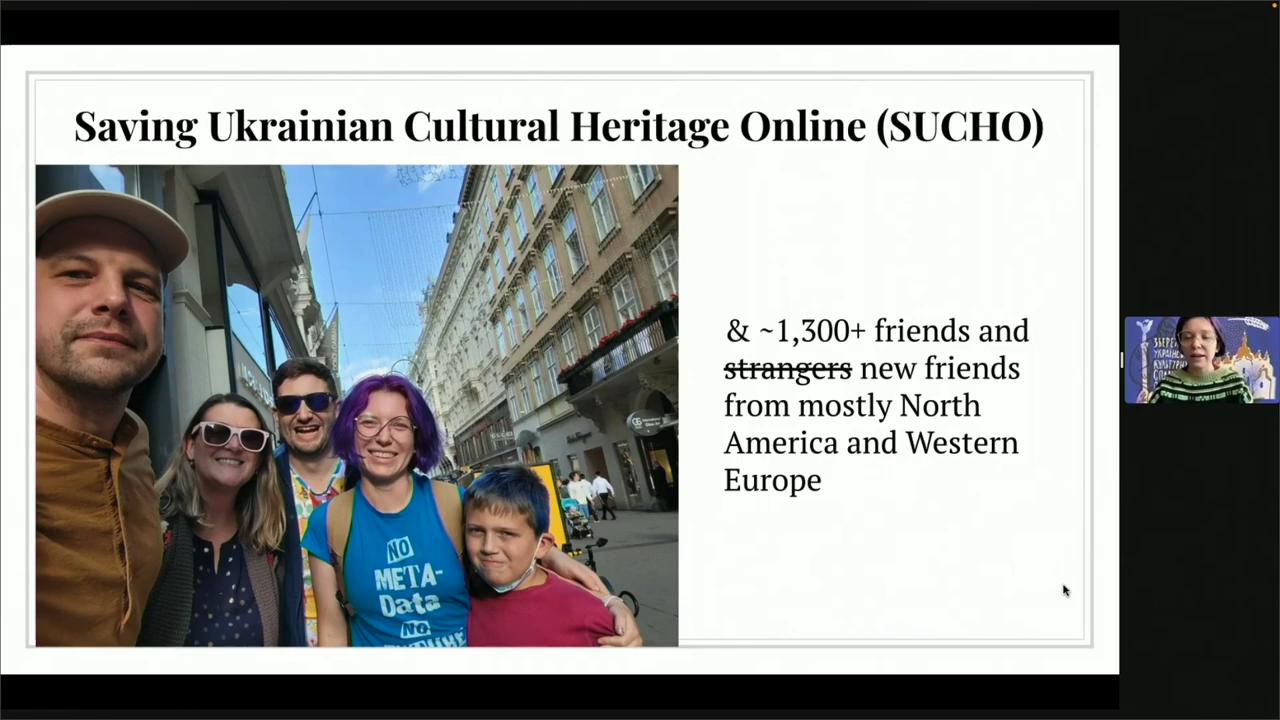 Saving Ukrainian Cultural Heritage Online (SUCHO)
& ~1,300+ friends and
strangers new friends
from mostly North
America and Western
Europe
NO
META-
Data
NO